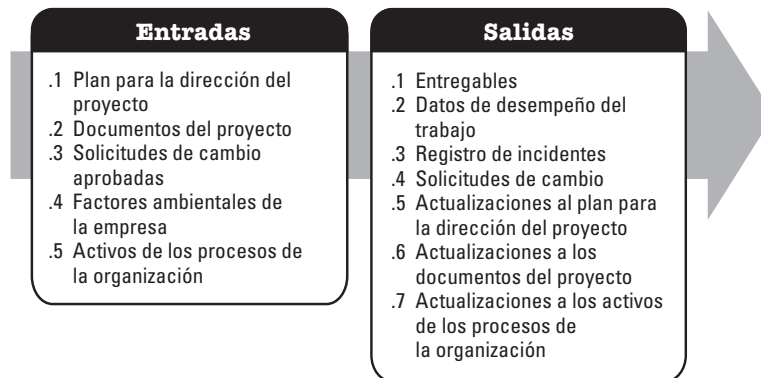 Entradas
.1 Plan para la dirección del
proyecto
.2 Documentos del proyecto
.3 Solicitudes de cambio
aprobadas
.4 Factores ambientales de
la empresa
.5 Activos de los procesos de
la organización
Salidas
.1 Entregables
.2 Datos de desempeño del
trabajo
.3 Registro de incidentes
.4 Solicitudes de cambio
.5 Actualizaciones al plan para
la dirección del proyecto
.6 Actualizaciones a los
documentos del proyecto
.7 Actualizaciones a los activos
de los procesos de
la organización